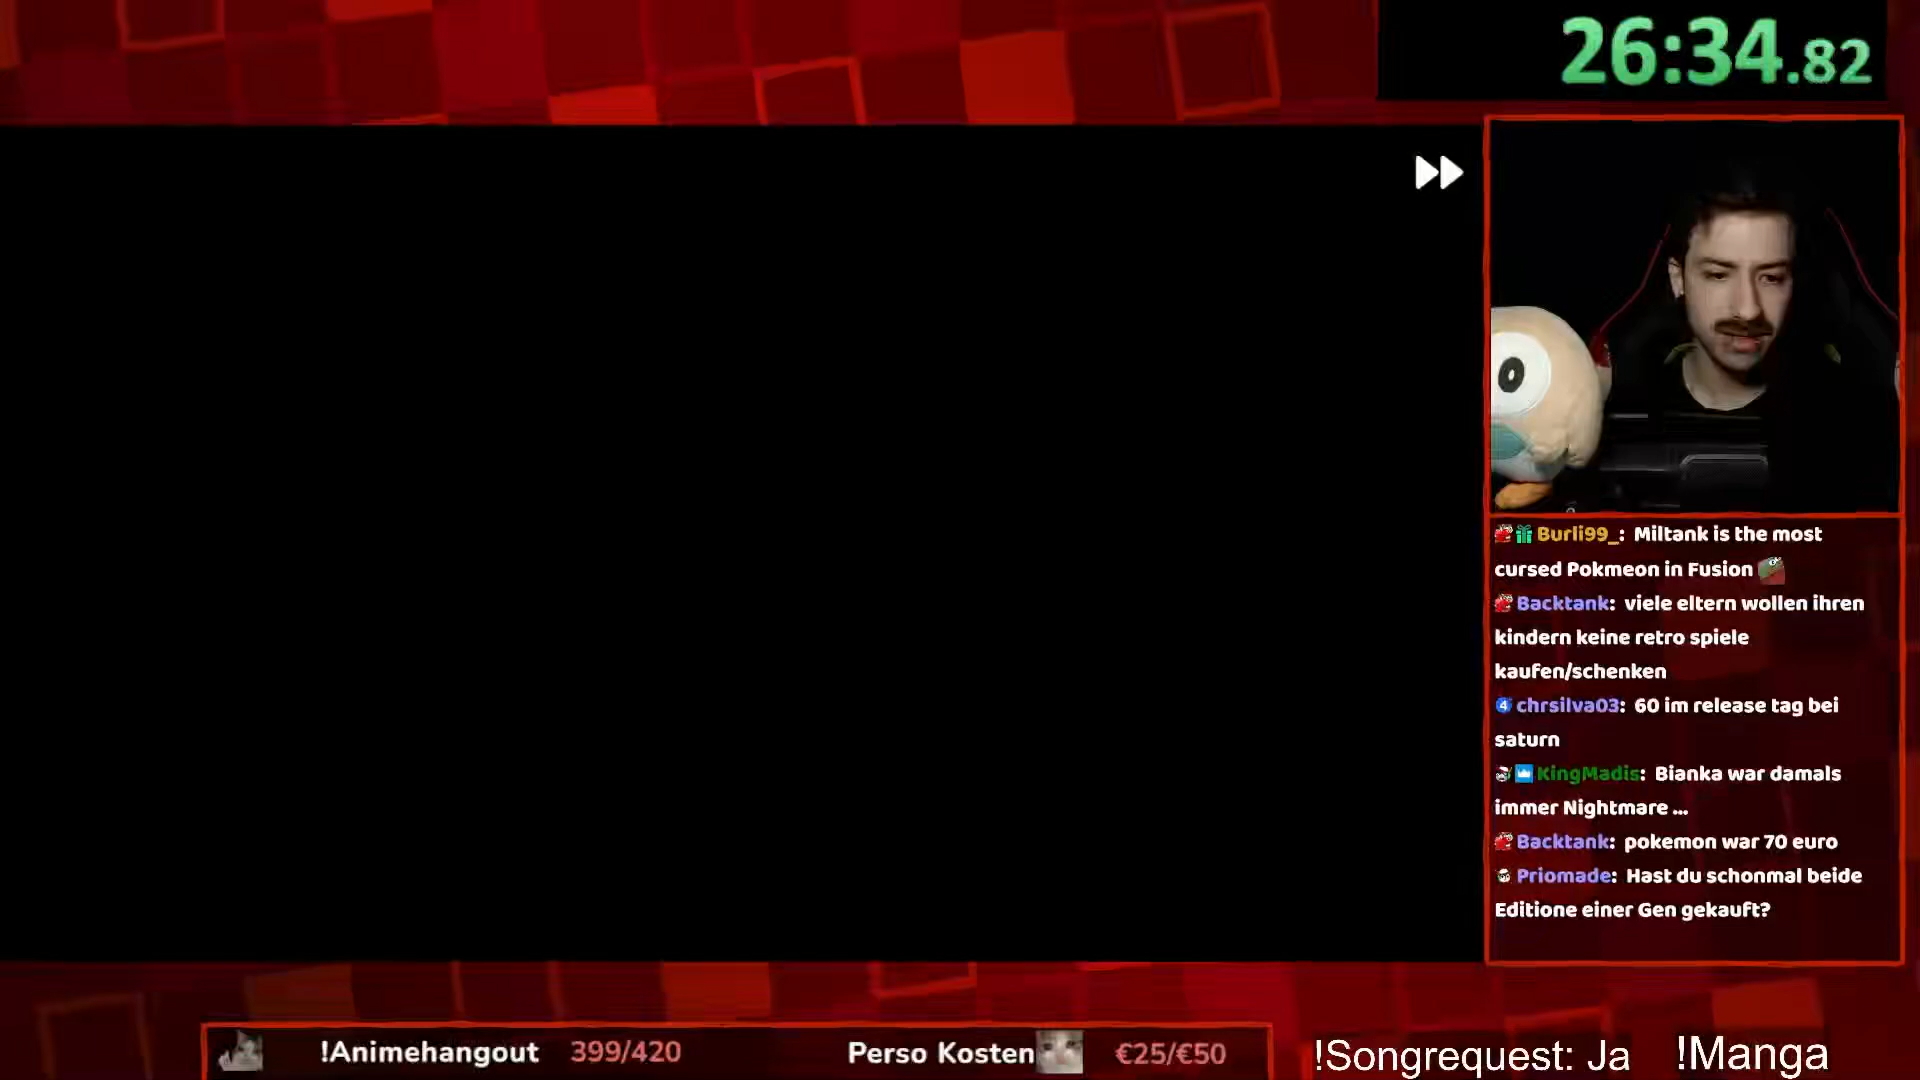 26:34.82
Burli99_: Miltank is the most
cursed Pokmeon in Fusion
Backtank: viele eltern wollen ihren
kindern keine retro spiele
kaufen/schenken
4 chrsilva03: 60 im release tag bei
saturn
KingMadis: Bianka war damals
immer Nightmare ...
Backtank: pokemon war 70 euro
Priomade: Hast du schonmal beide
Editione einer Gen gekauft?
!Animehangout 399/420 Perso Kosten €25/€50 !Songrequest: Ja !Manga